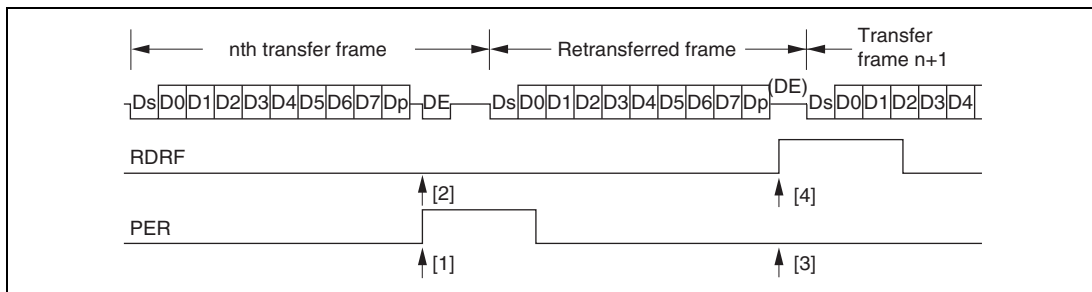 nth transfer frame
Retransferred frame
Transfer
frame n+1
Ds D0 D1 D2 D3 D4 D5 D6 D7 Dp DE Ds D0 D1 D2 D3 D4 D5 D6 D7 Dp (DE) Ds D0 D1 D2 D3 D4
RDRF
[2] [4]
PER
[1] [3]